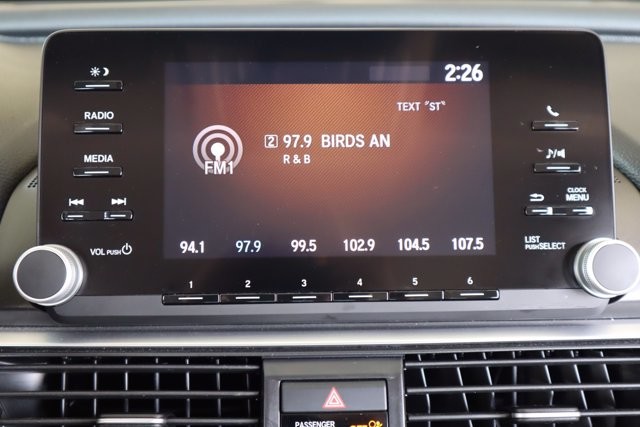 2:26
RADIO
TEXT "ST"
MEDIA
2 97.9 BIRDS AN
R & B
FM1
CLOCK
MENU
VOL PUSH
94.1 97.9 99.5 102.9 104.5 107.5
LIST
PUSH SELECT
1 2 3 4 5 6
PASSENGER